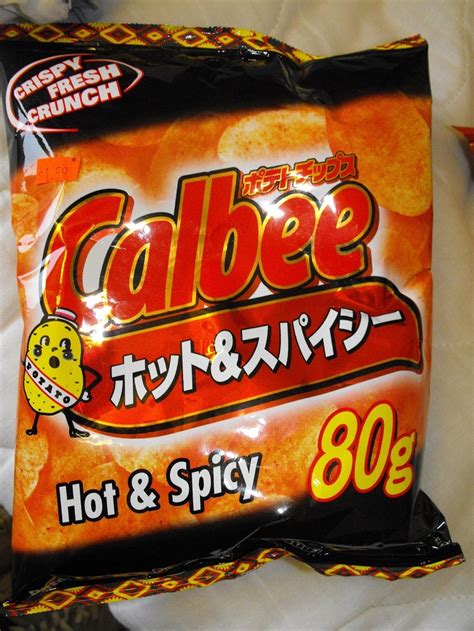 CRISPY
FRESH
CRUNCH
ポテトチップス
Calbee
ホット&スパイシー
POTATO
Hot & Spicy
80g